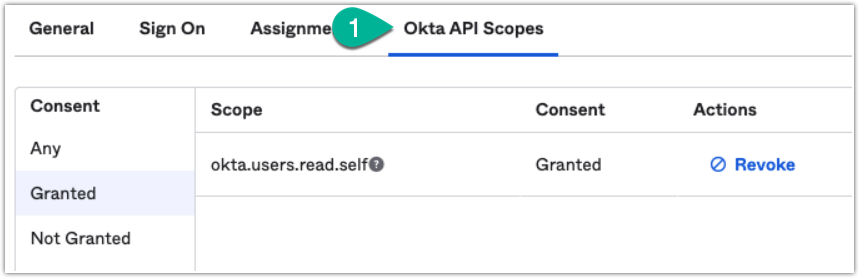 General Sign On Assignme 1 Okta API Scopes
Consent Scope Consent Actions
Any
okta.users.read.self? Granted Revoke
Granted
Not Granted